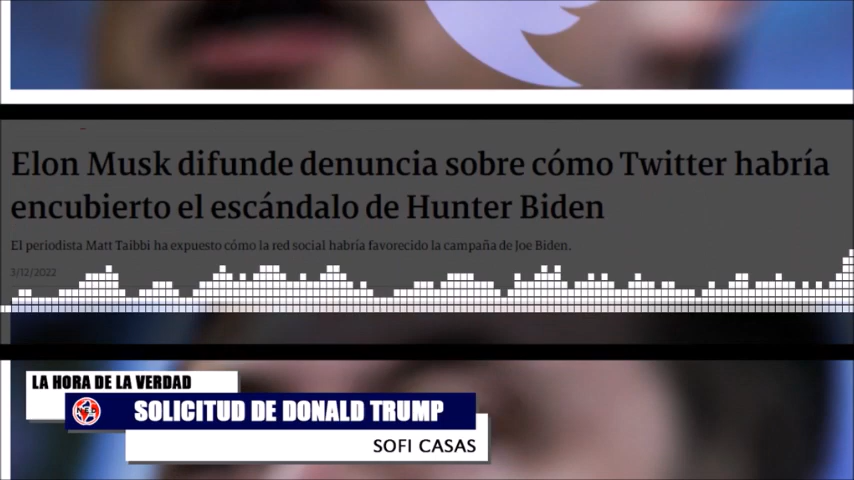 Elon Musk difunde denuncia sobre cómo Twitter habría
encubierto el escándalo de Hunter Biden
El periodista Matt Taibbi ha expuesto cómo la red social habría favorecido la campaña de Joe Biden.
3/12/2022
LA HORA DE LA VERDAD
SOLICITUD DE DONALD TRUMP
SOFI CASAS